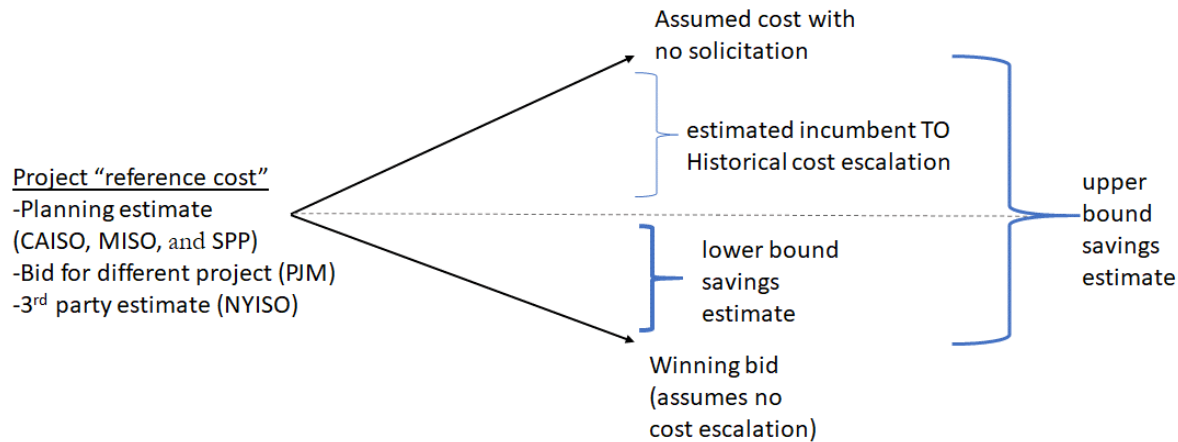 Assumed cost with
no solicitation
estimated incumbent TO
Historical cost escalation
Project “reference cost”
-Planning estimate
(CAISO, MISO, and SPP)
-Bid for different project (PJM)
-3rd party estimate (NYISO)
lower bound
savings
estimate
upper
bound
savings
estimate
Winning bid
(assumes no
cost escalation)